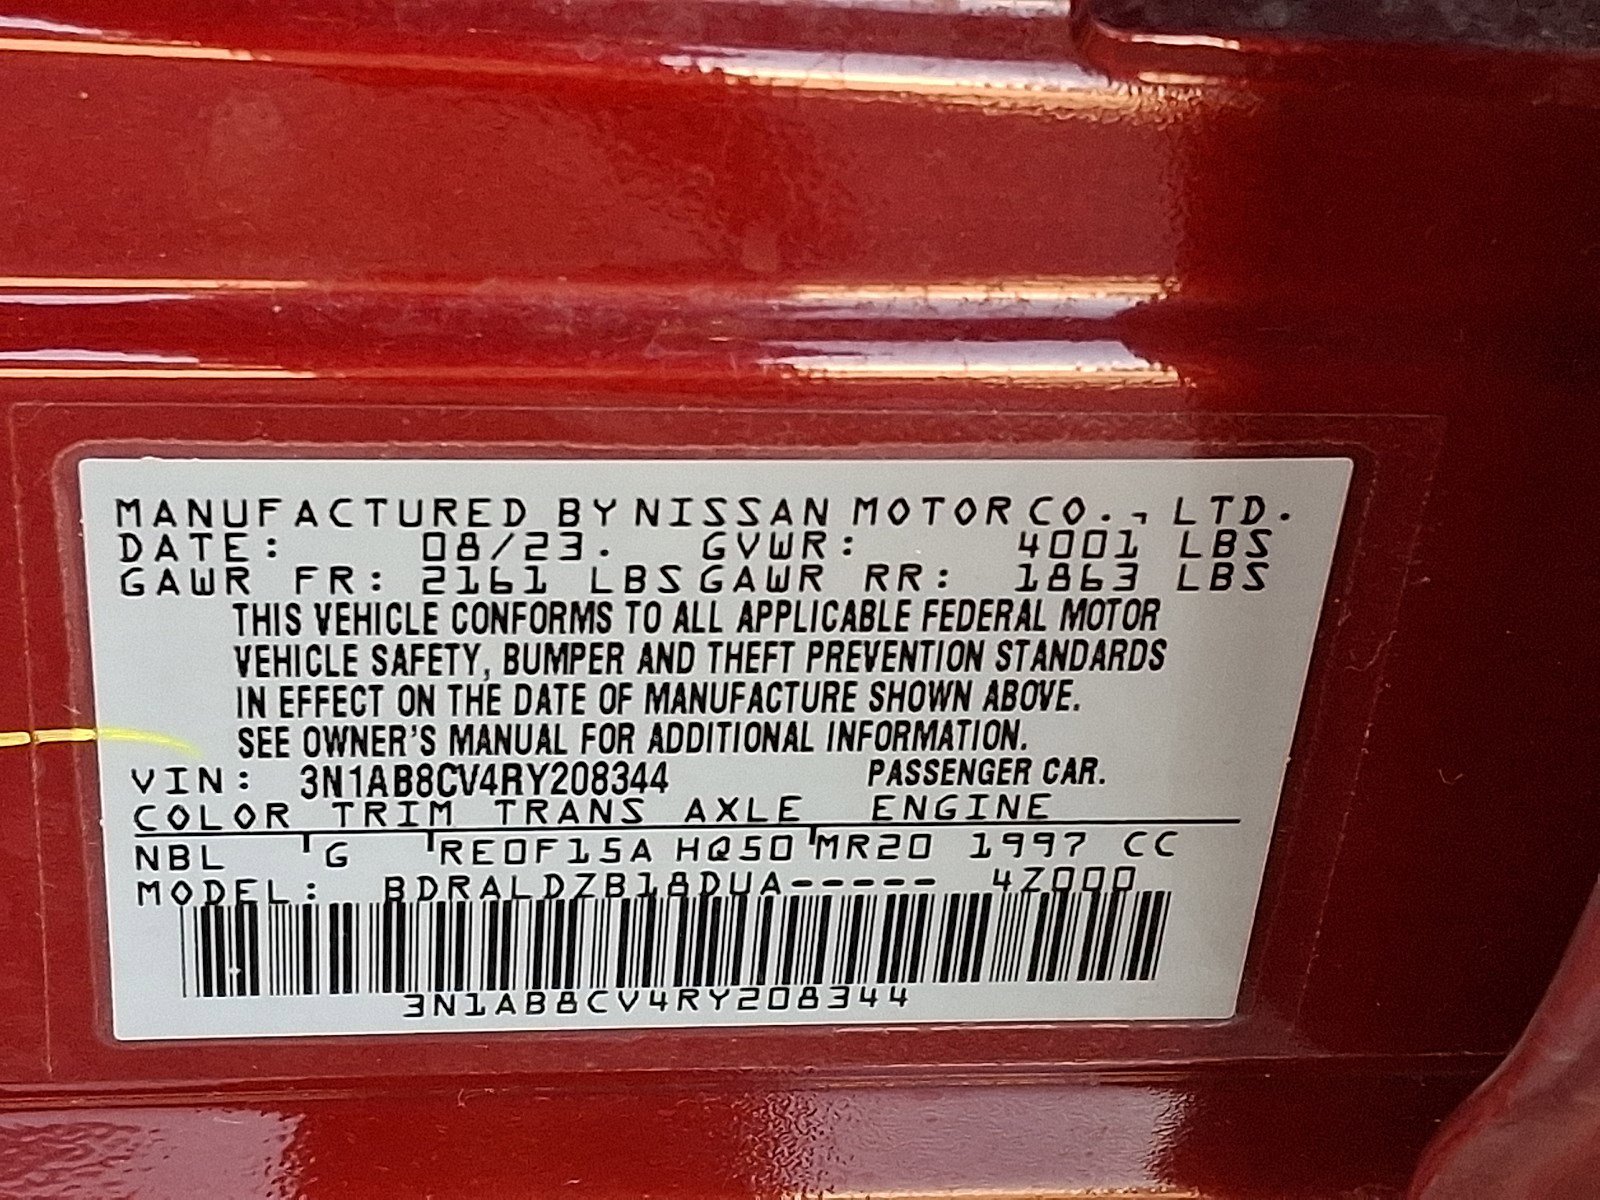 MANUFACTURED BY NISSAN MOTOR CO., LTD.
DATE: 08/23. GVWR: 4001 LBS
GAWR FR: 2161 LBS GAWR RR: 1863 LBS
THIS VEHICLE CONFORMS TO ALL APPLICABLE FEDERAL MOTOR
VEHICLE SAFETY, BUMPER AND THEFT PREVENTION STANDARDS
IN EFFECT ON THE DATE OF MANUFACTURE SHOWN ABOVE.
SEE OWNER'S MANUAL FOR ADDITIONAL INFORMATION.
VIN: 3N1AB8CV4RY208344 PASSENGER CAR.
COLOR TRIM TRANS AXLE ENGINE
NBL G RE0F15A HQ50 MR20 1997 CC
MODEL: BDRALDZB18DUA----- 4Z000
3N1AB8CV4RY208344